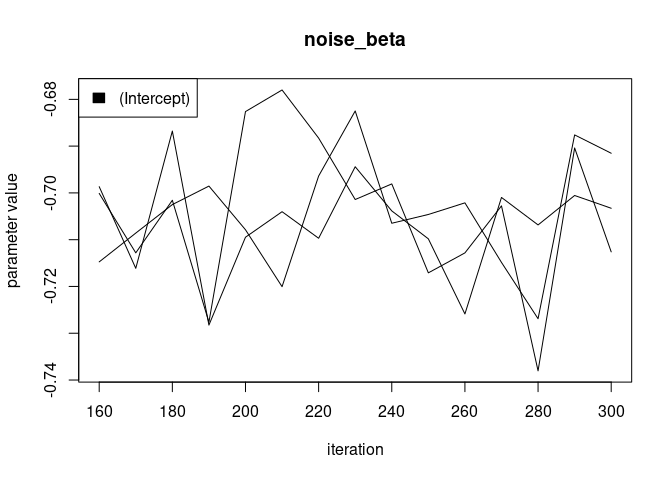 noise_beta
(Intercept)
parameter value
-0.68
-0.70
-0.72
-0.74
160 180 200 220 240 260 280 300
iteration